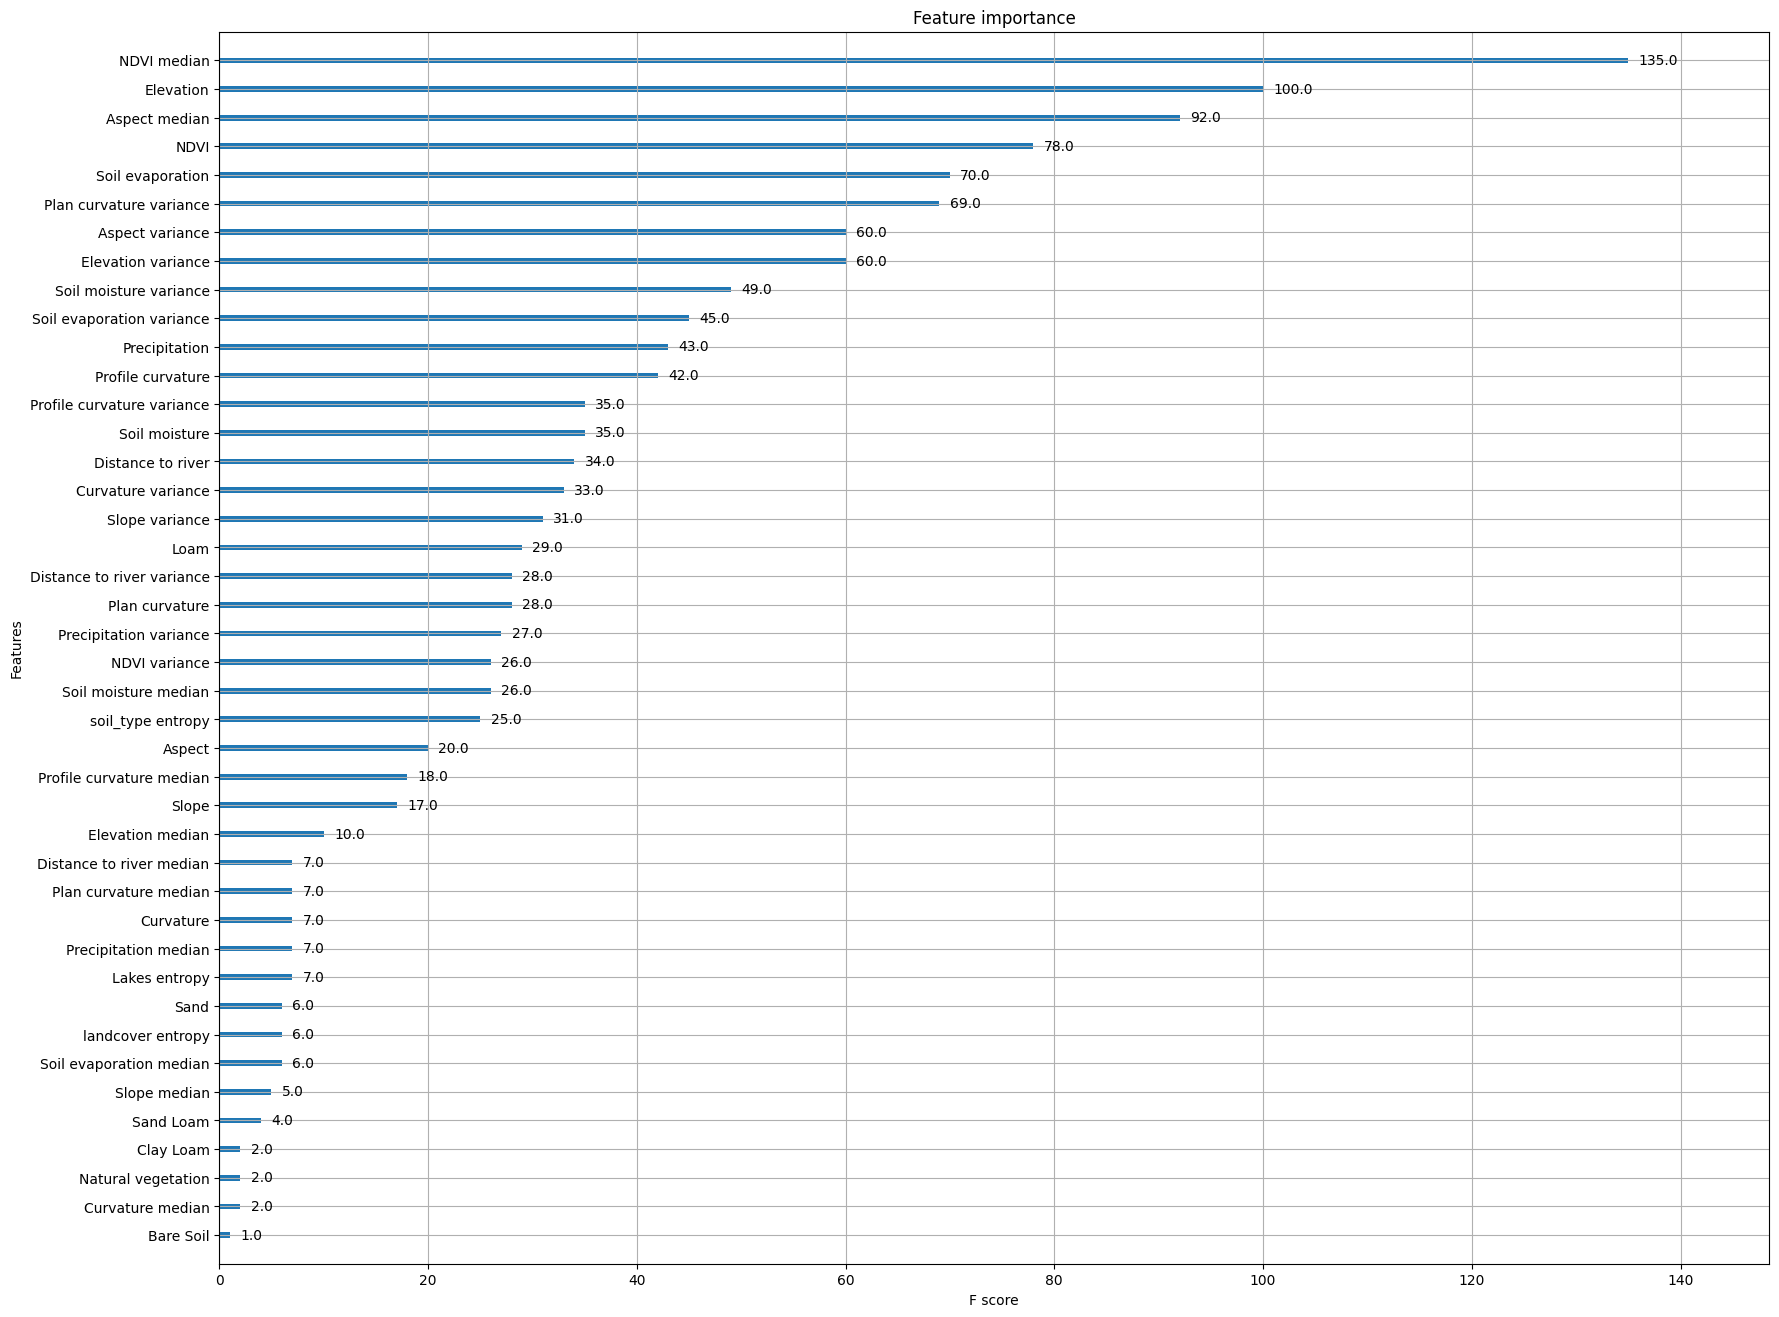 Feature importance
NDVI median 135.0
Elevation 100.0
Aspect median 92.0
NDVI 78.0
Soil evaporation 70.0
Plan curvature variance 69.0
Aspect variance 60.0
Elevation variance 60.0
Soil moisture variance 49.0
Soil evaporation variance 45.0
Precipitation 43.0
Profile curvature 42.0
Profile curvature variance 35.0
Soil moisture 35.0
Distance to river 34.0
Curvature variance 33.0
Slope variance 31.0
Loam 29.0
Distance to river variance 28.0
Plan curvature 28.0
Precipitation variance 27.0
NDVI variance 26.0
Soil moisture median 26.0
soil_type entropy 25.0
Aspect 20.0
Profile curvature median 18.0
Slope 17.0
Elevation median 10.0
Distance to river median 7.0
Plan curvature median 7.0
Curvature 7.0
Precipitation median 7.0
Lakes entropy 7.0
Sand 6.0
landcover entropy 6.0
Soil evaporation median 6.0
Slope median 5.0
Sand Loam 4.0
Clay Loam 2.0
Natural vegetation 2.0
Curvature median 2.0
Bare Soil 1.0
Features
0 20 40 60 80 100 120 140
F score